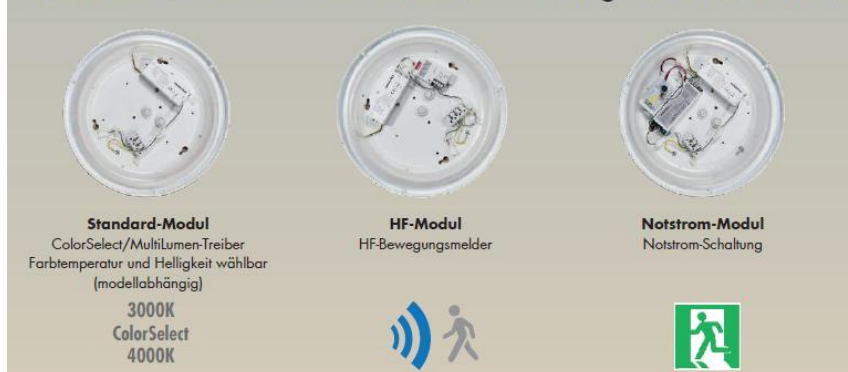 Standard-Modul
ColorSelect/MultiLumen-Treiber
Farbtemperatur und Helligkeit wählbar
(modellabhängig)
3000K
ColorSelect
4000K
HF-Modul
HF-Bewegungsmelder
Notstrom-Modul
Notstrom-Schaltung